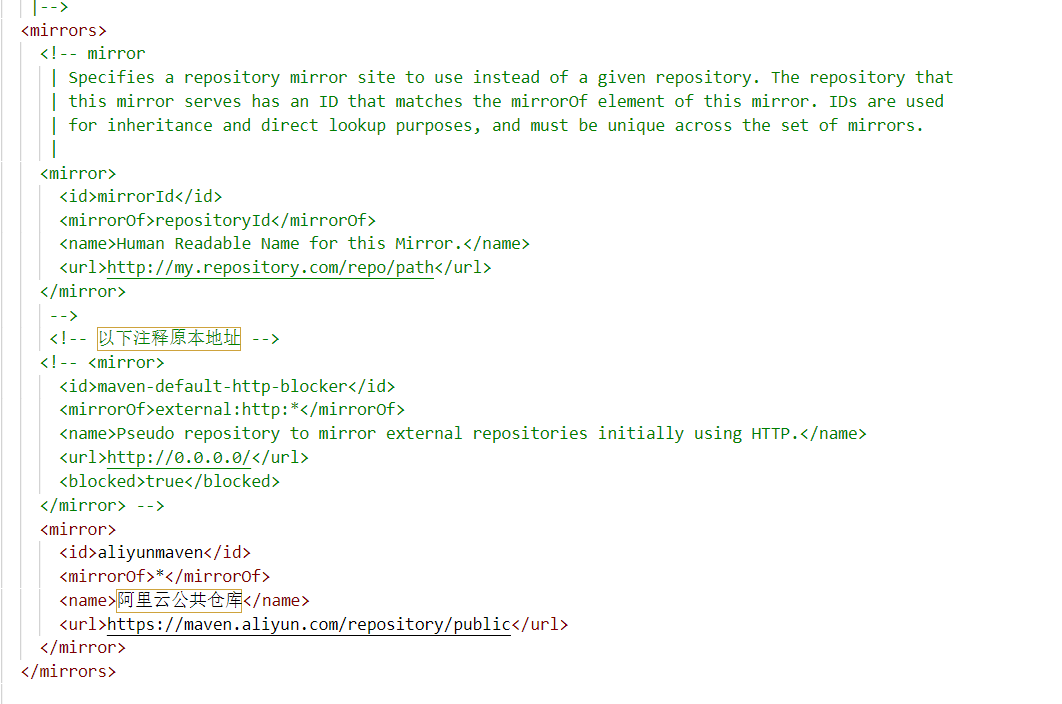 |-->
<mirrors>
<!-- mirror
| Specifies a repository mirror site to use instead of a given repository. The repository that
| this mirror serves has an ID that matches the mirrorOf element of this mirror. IDs are used
| for inheritance and direct lookup purposes, and must be unique across the set of mirrors.
|
<mirror>
<id>mirrorId</id>
<mirrorOf>repositoryId</mirrorOf>
<name>Human Readable Name for this Mirror.</name>
<url>http://my.repository.com/repo/path</url>
</mirror>
-->
<!-- 以下注释原本地址 -->
<!-- <mirror>
<id>maven-default-http-blocker</id>
<mirrorOf>external:http:*</mirrorOf>
<name>Pseudo repository to mirror external repositories initially using HTTP.</name>
<url>http://0.0.0.0/</url>
<blocked>true</blocked>
</mirror> -->
<mirror>
<id>aliyunmaven</id>
<mirrorOf>*</mirrorOf>
<name>阿里云公共仓库</name>
<url>https://maven.aliyun.com/repository/public</url>
</mirror>
</mirrors>